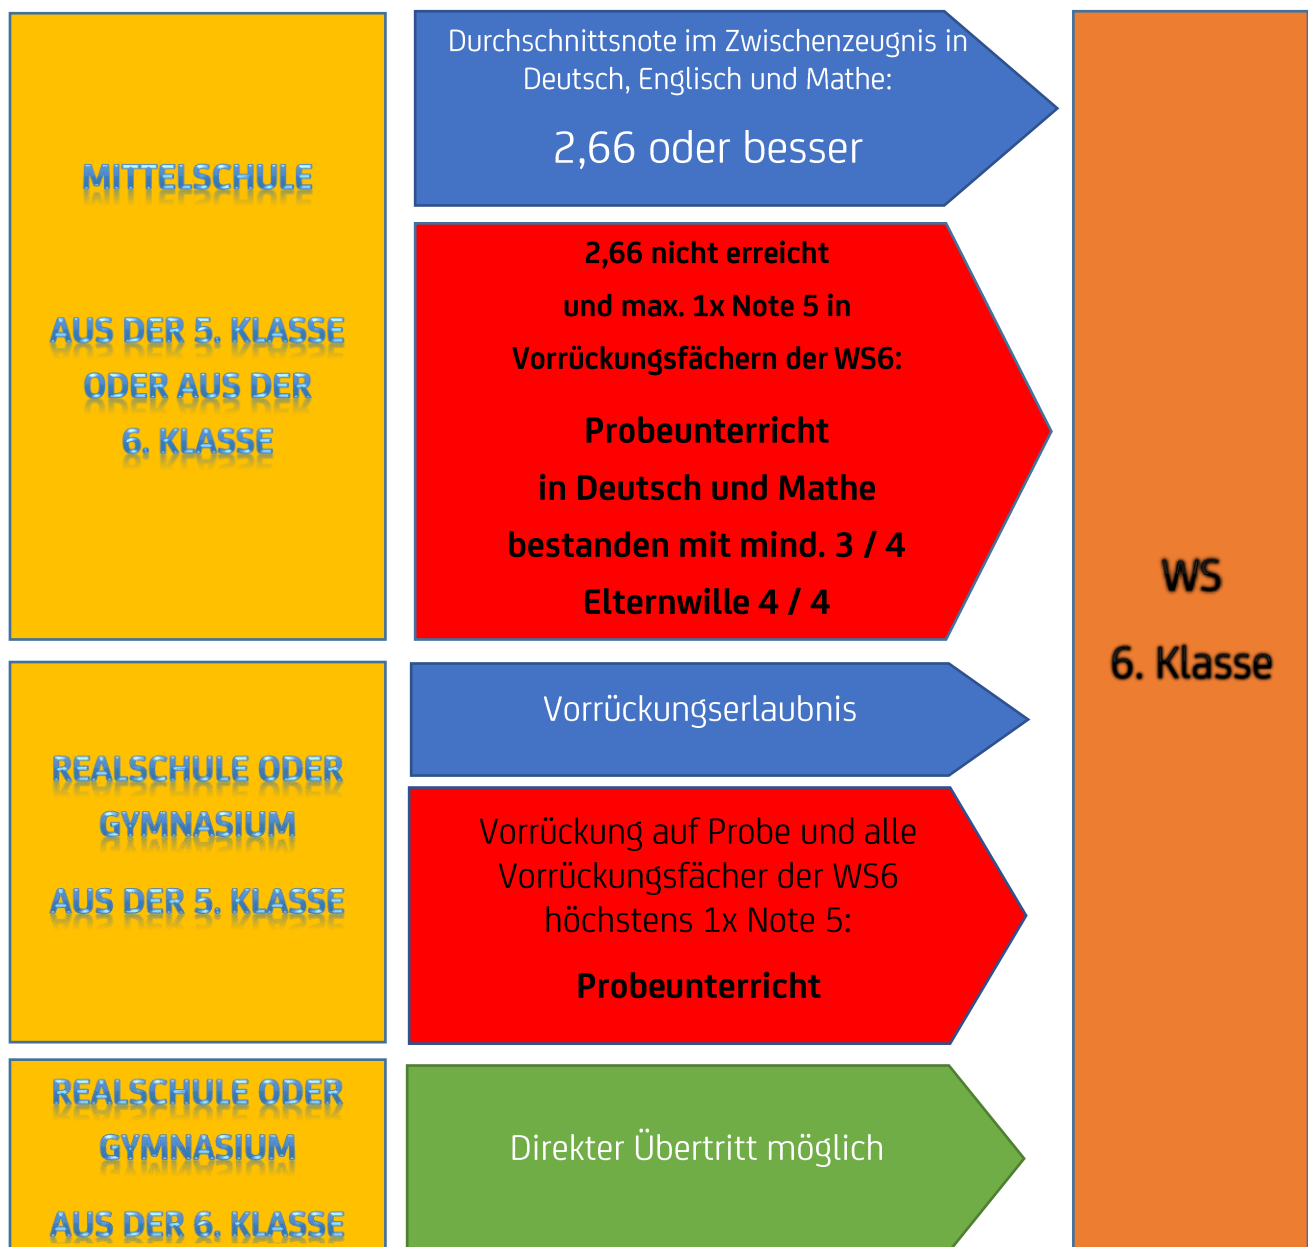 MITTELSCHULE
AUS DER 5. KLASSE
ODER AUS DER
6. KLASSE
Durchschnittsnote im Zwischenzeugnis in
Deutsch, Englisch und Mathe:
2,66 oder besser
2,66 nicht erreicht
und max. 1x Note 5 in
Vorrückungsfächern der WS6:
Probeunterricht
in Deutsch und Mathe
bestanden mit mind. 3 / 4
Elternwille 4 / 4
REALSCHULE ODER
GYMNASIUM
AUS DER 5. KLASSE
Vorrückungserlaubnis
Vorrückung auf Probe und alle
Vorrückungsfächer der WS6
höchstens 1x Note 5:
Probeunterricht
REALSCHULE ODER
GYMNASIUM
AUS DER 6. KLASSE
Direkter Übertritt möglich
WS
6. Klasse